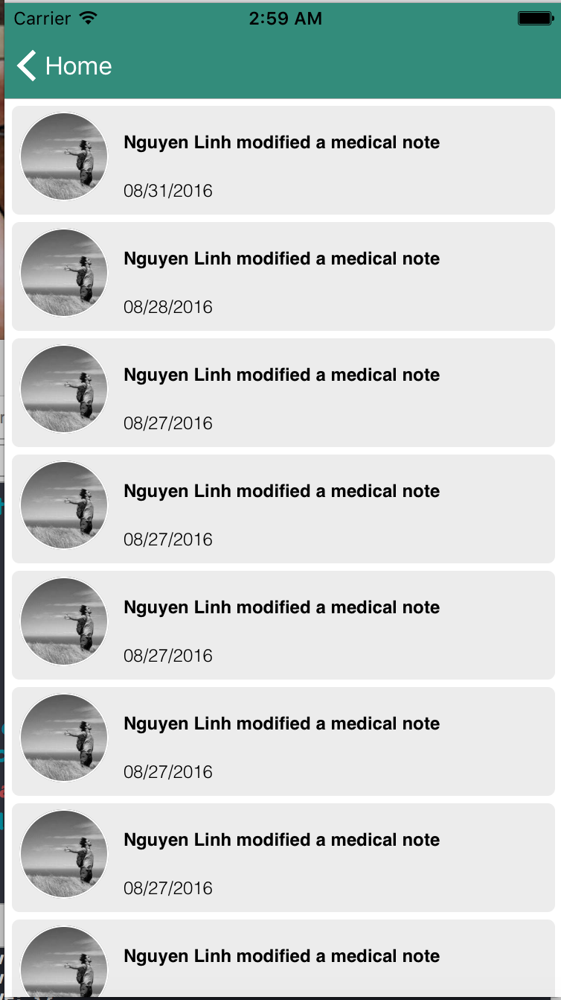 Carrier 2:59 AM
Home
Nguyen Linh modified a medical note
08/31/2016
Nguyen Linh modified a medical note
08/28/2016
Nguyen Linh modified a medical note
08/27/2016
Nguyen Linh modified a medical note
08/27/2016
Nguyen Linh modified a medical note
08/27/2016
Nguyen Linh modified a medical note
08/27/2016
Nguyen Linh modified a medical note
08/27/2016
Nguyen Linh modified a medical note